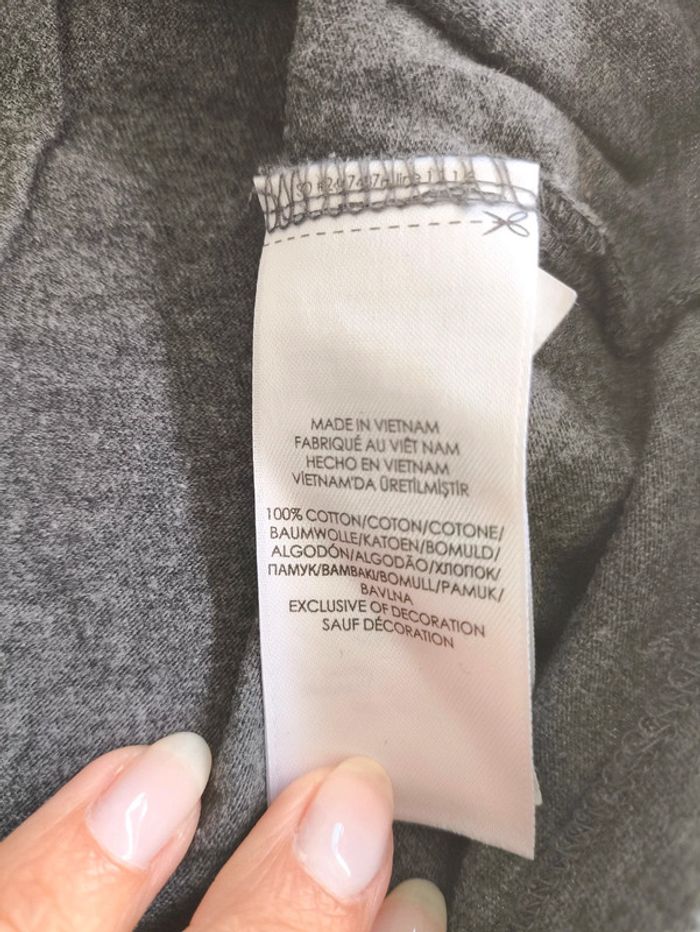 MADE IN VIETNAM
FABRIQUÉ AU VIÊT NAM
HECHO EN VIETNAM
VİETNAM'DA ÜRETİLMİŞTİR
100% COTTON/COTON/COTONE/
BAUMWOLLE/KATOEN/BOMULD/
ALGODÓN/ALGODÃO/ХЛОПОК/
ПАМУК/BAMBAKI/BOMULL/PAMUK/
BAVLNA
EXCLUSIVE OF DECORATION
SAUF DÉCORATION